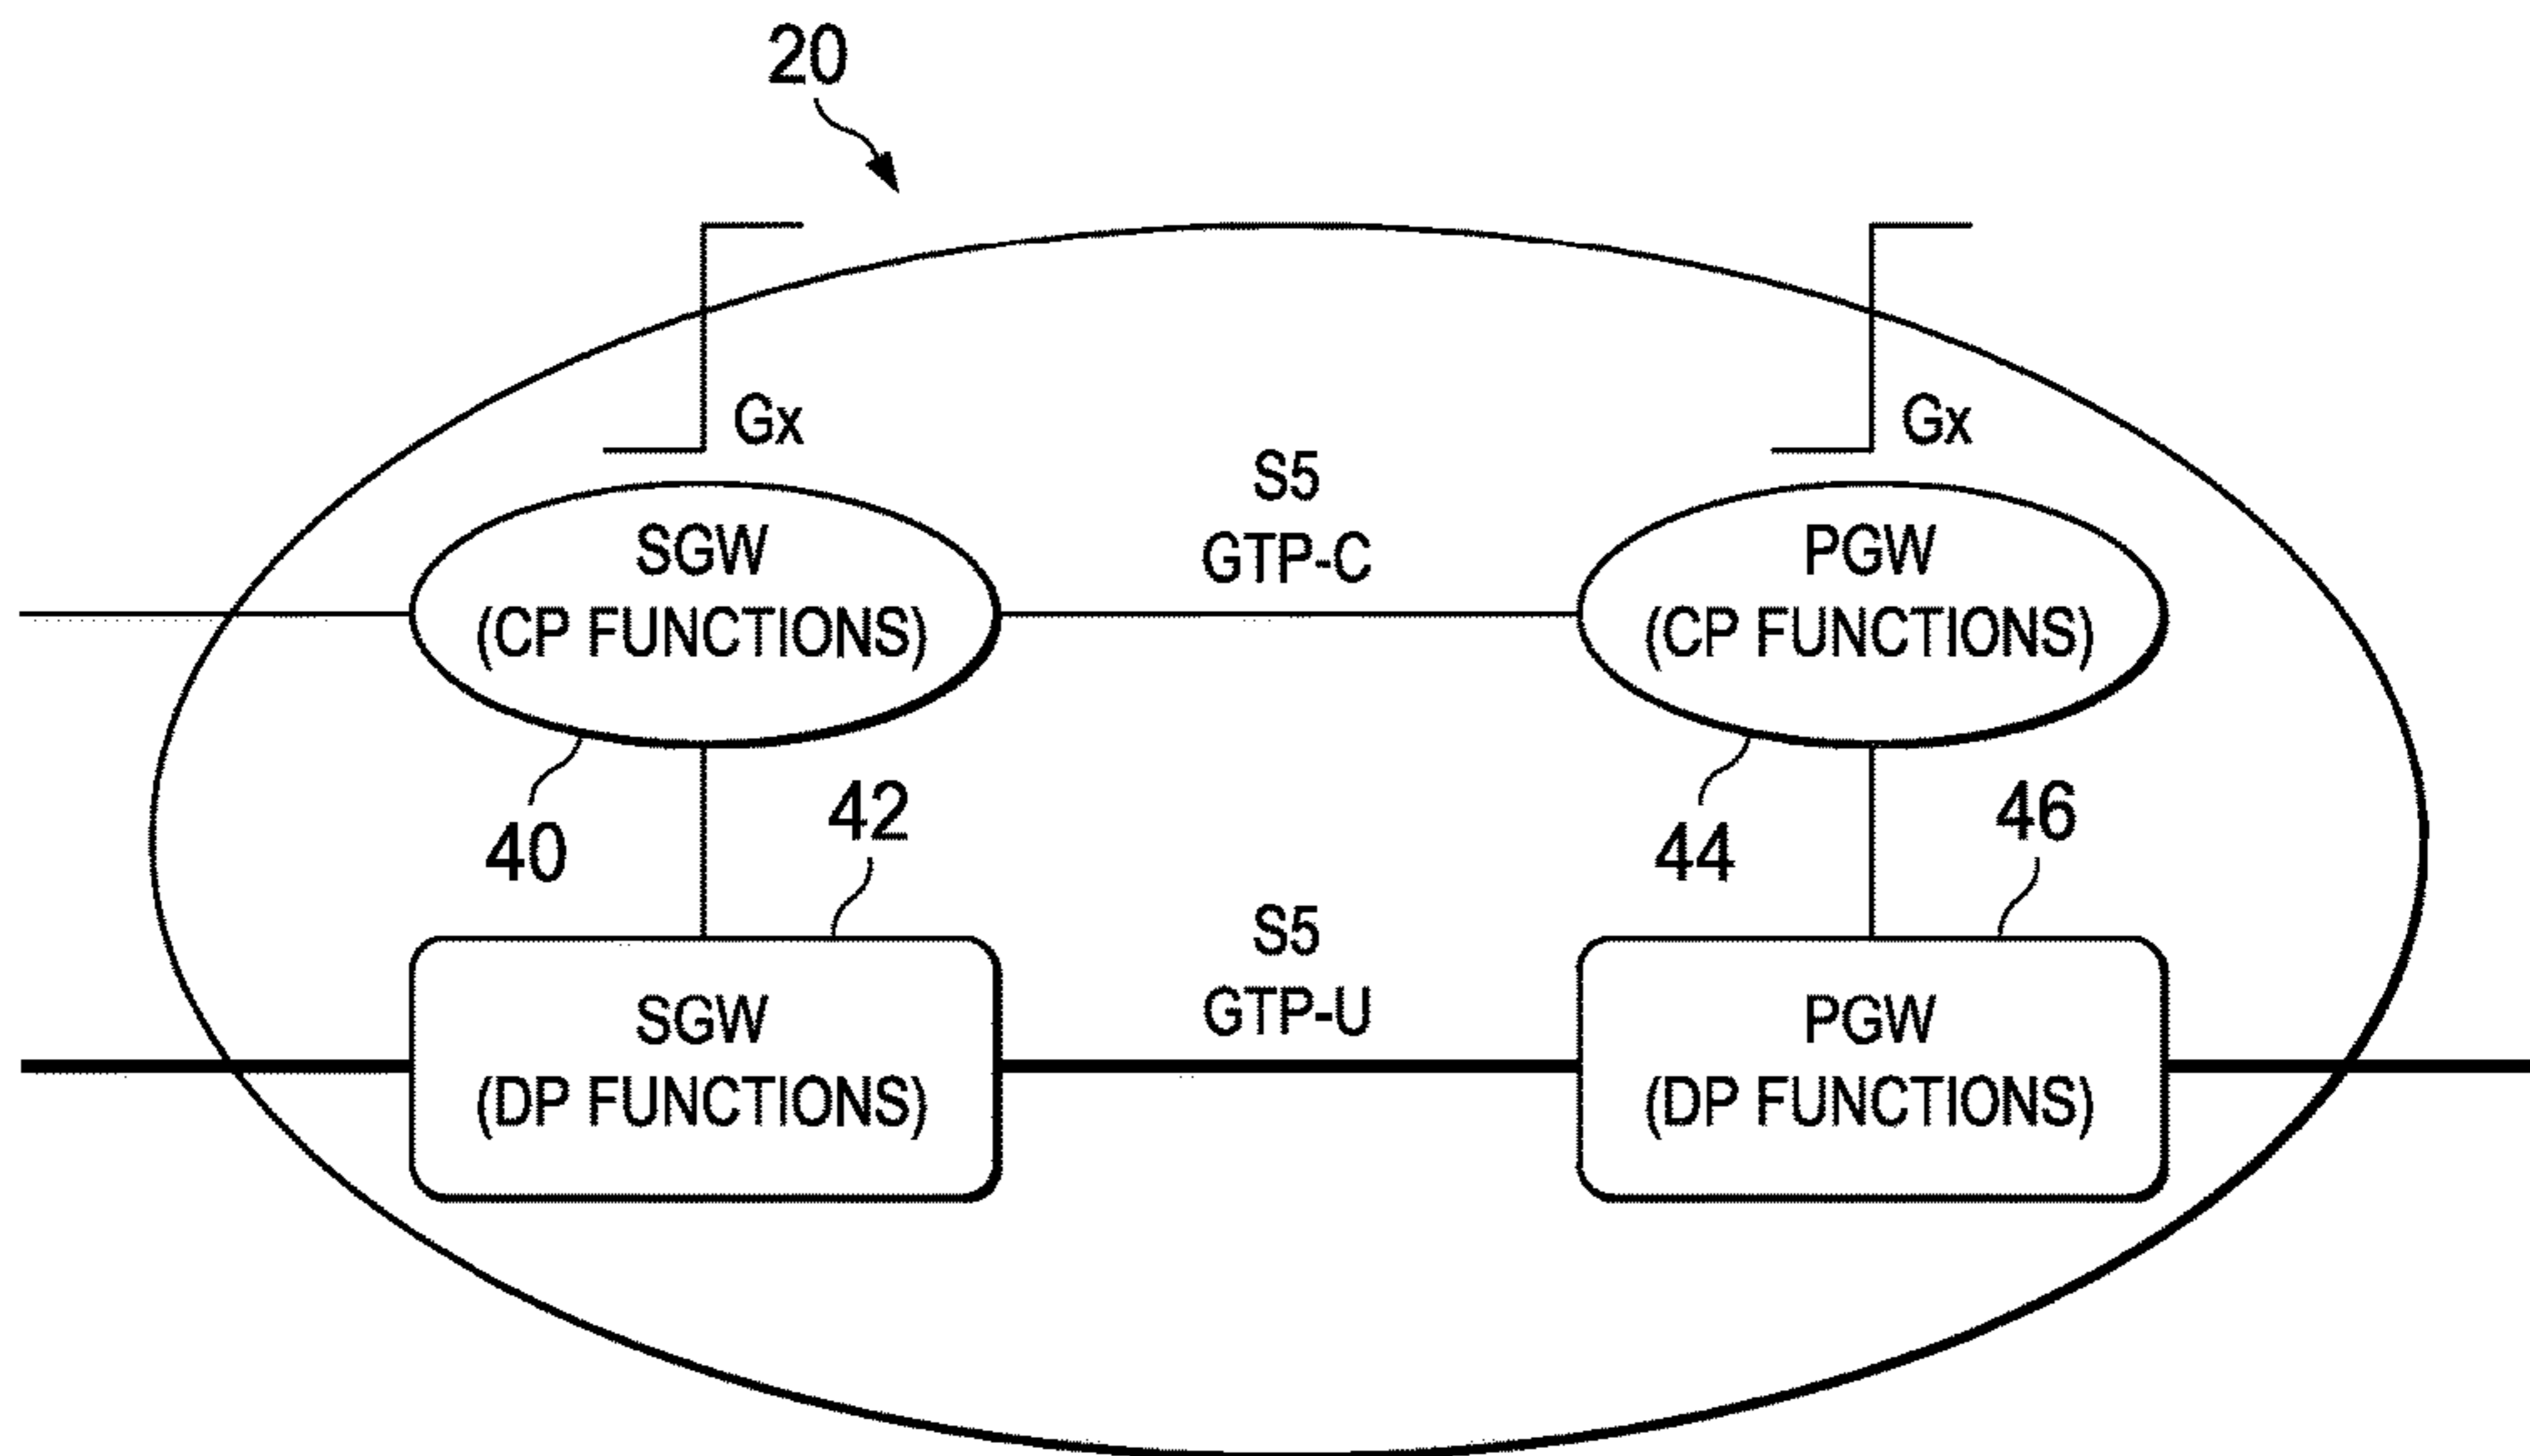 20
Gx
Gx
S5
GTP-C
SGW
(CP FUNCTIONS)
PGW
(CP FUNCTIONS)
40
42
44
46
S5
GTP-U
SGW
(DP FUNCTIONS)
PGW
(DP FUNCTIONS)